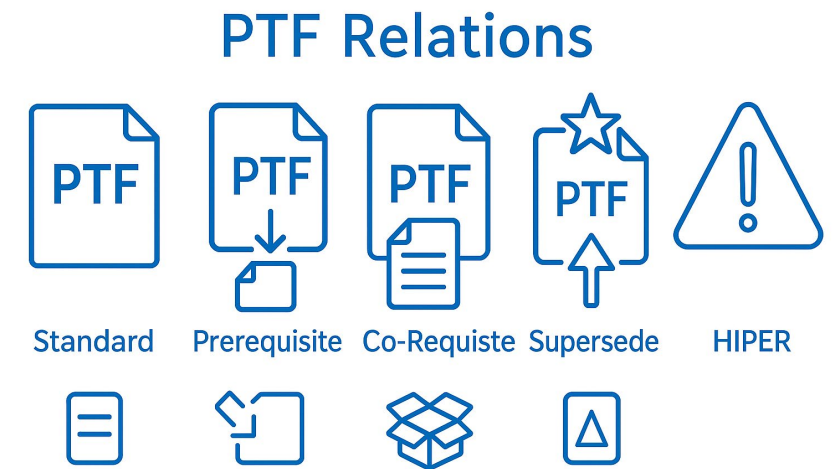 PTF Relations
PTF
PTF
PTF
PTF
Standard
Prerequisite
Co-Requiste
Supersede
HIPER